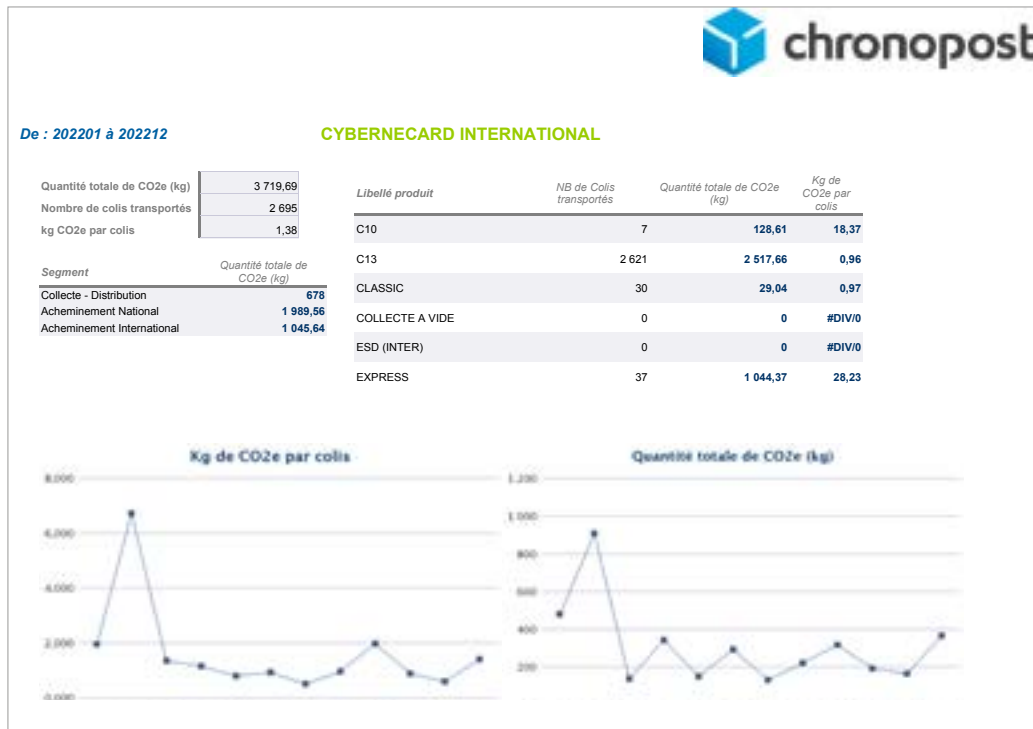 chronopost
De : 202201 à 202212
CYBERNECARD INTERNATIONAL
Quantité totale de CO2e (kg) 3 719,69
Nombre de colis transportés 2 695
kg CO2e par colis 1,38
Segment Quantité totale de CO2e (kg)
Collecte - Distribution 678
Acheminement National 1 989,56
Acheminement International 1 045,64
Libellé produit NB de Colis transportés Quantité totale de CO2e (kg) Kg de CO2e par colis
C10 7 128,61 18,37
C13 2 621 2 517,66 0,96
CLASSIC 30 29,04 0,97
COLLECTE A VIDE 0 0 #DIV/0
ESD (INTER) 0 0 #DIV/0
EXPRESS 37 1 044,37 28,23
Kg de CO2e par colis
8,000
6,000
4,000
2,000
0,000
Quantité totale de CO2e (kg)
1.200
1.000
800
600
400
200